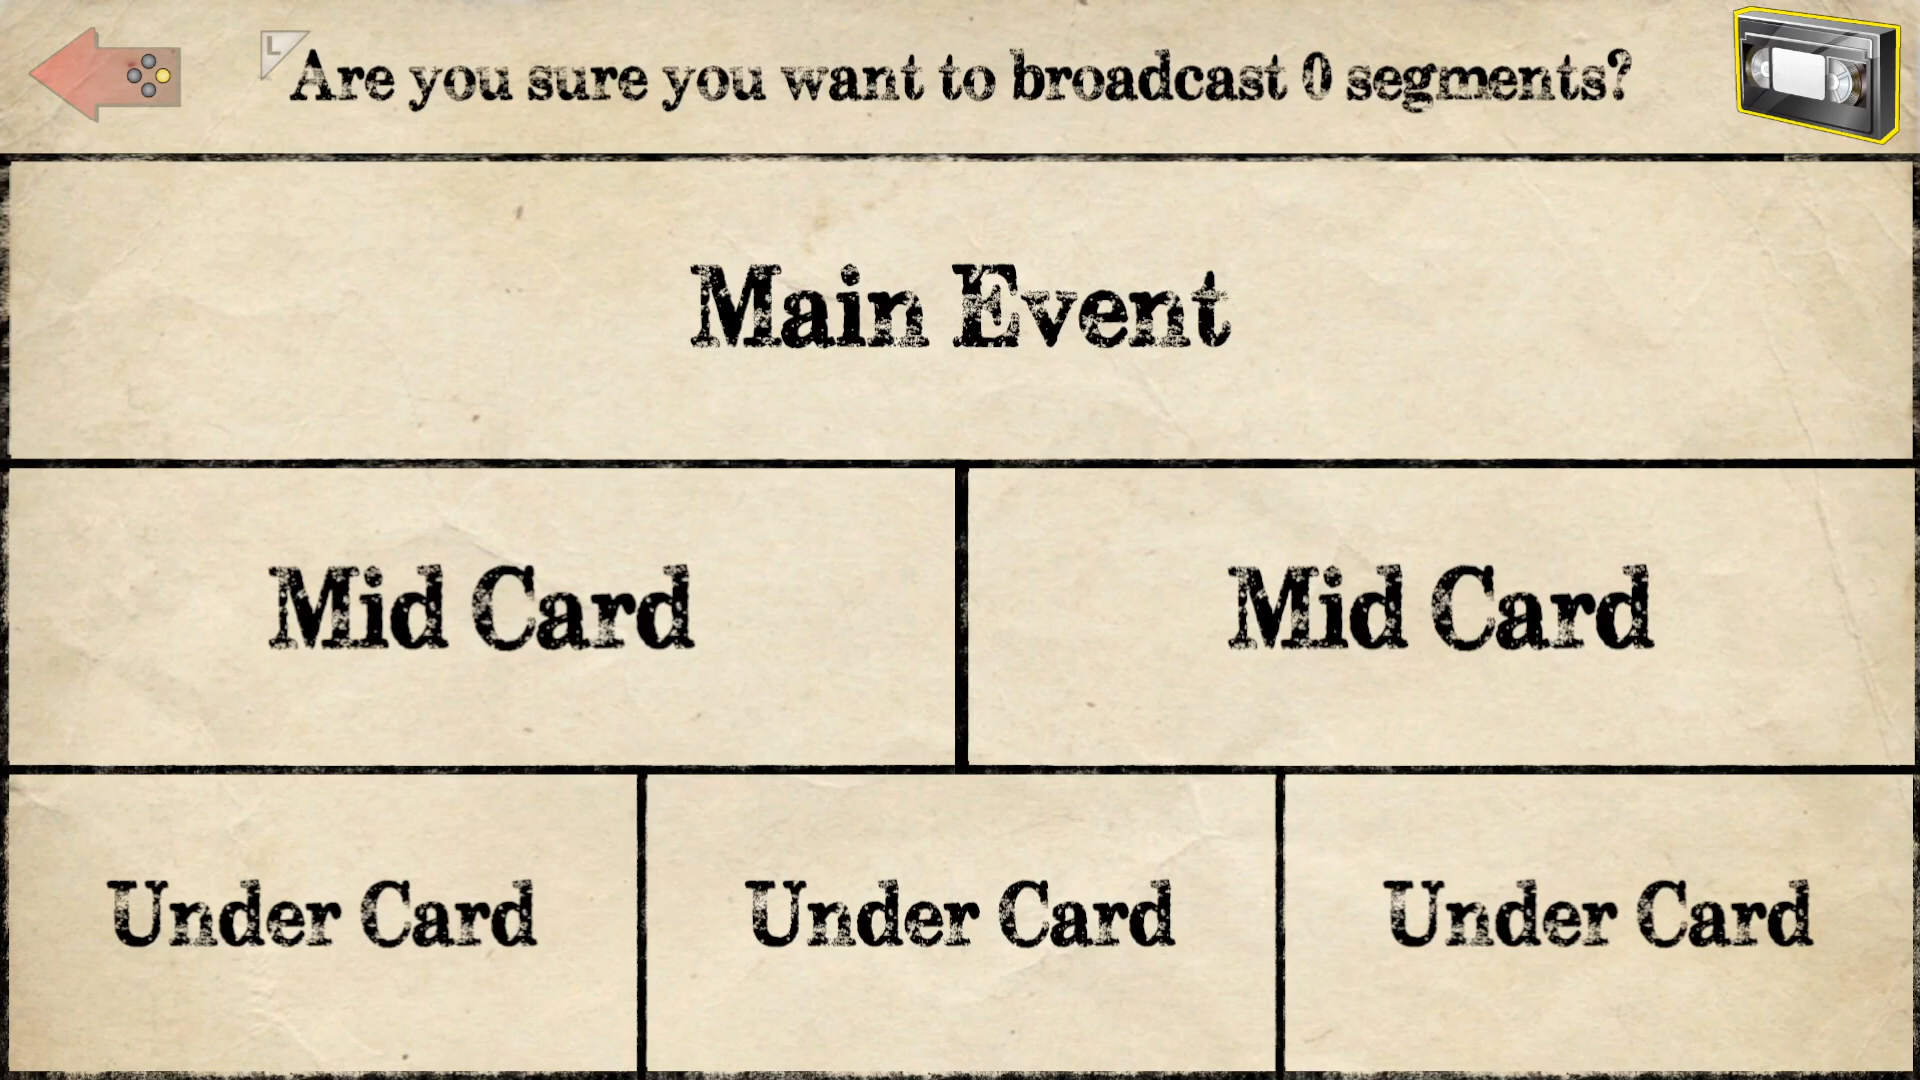 L
Are you sure you want to broadcast 0 segments?
Main Event
Mid Card
Mid Card
Under Card
Under Card
Under Card